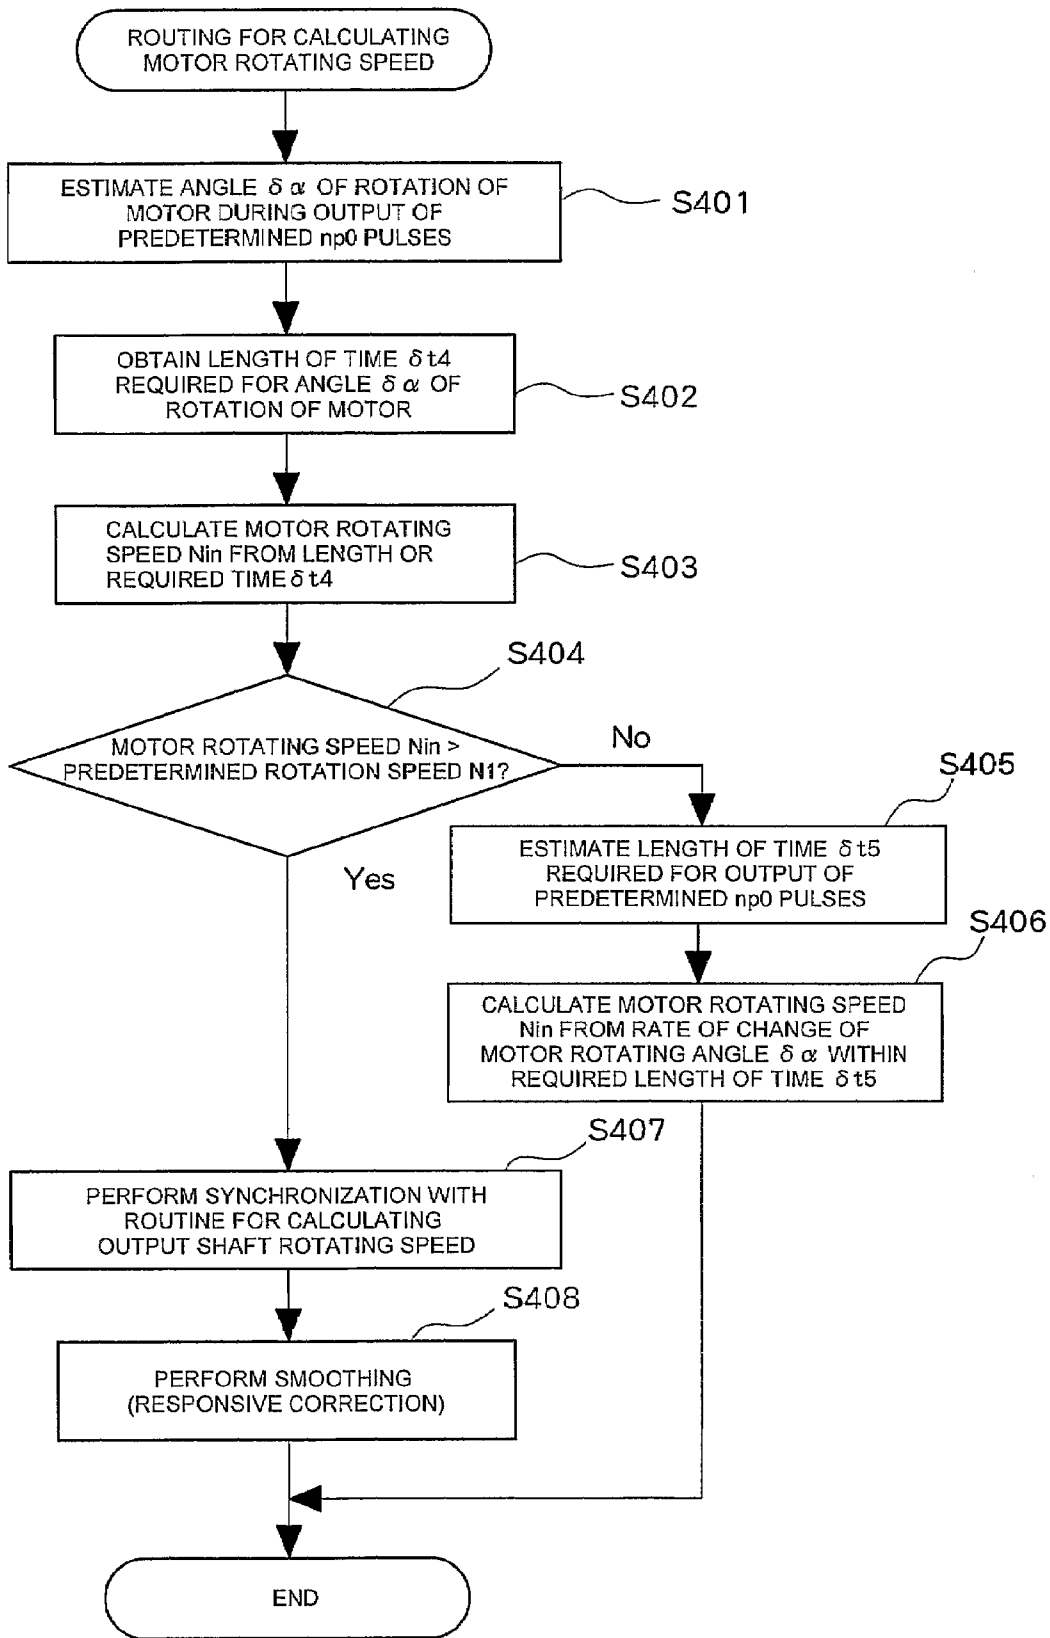 ROUTING FOR CALCULATING
MOTOR ROTATING SPEED
ESTIMATE ANGLE δα OF ROTATION OF
MOTOR DURING OUTPUT OF
PREDETERMINED np0 PULSES
S401
OBTAIN LENGTH OF TIME δt4
REQUIRED FOR ANGLE δα OF
ROTATION OF MOTOR
S402
CALCULATE MOTOR ROTATING
SPEED Nin FROM LENGTH OR
REQUIRED TIME δt4
S403
S404
MOTOR ROTATING SPEED Nin >
PREDETERMINED ROTATION SPEED N1?
No
Yes
S405
ESTIMATE LENGTH OF TIME δt5
REQUIRED FOR OUTPUT OF
PREDETERMINED np0 PULSES
S406
CALCULATE MOTOR ROTATING SPEED
Nin FROM RATE OF CHANGE OF
MOTOR ROTATING ANGLE δα WITHIN
REQUIRED LENGTH OF TIME δt5
S407
PERFORM SYNCHRONIZATION WITH
ROUTINE FOR CALCULATING
OUTPUT SHAFT ROTATING SPEED
S408
PERFORM SMOOTHING
(RESPONSIVE CORRECTION)
END